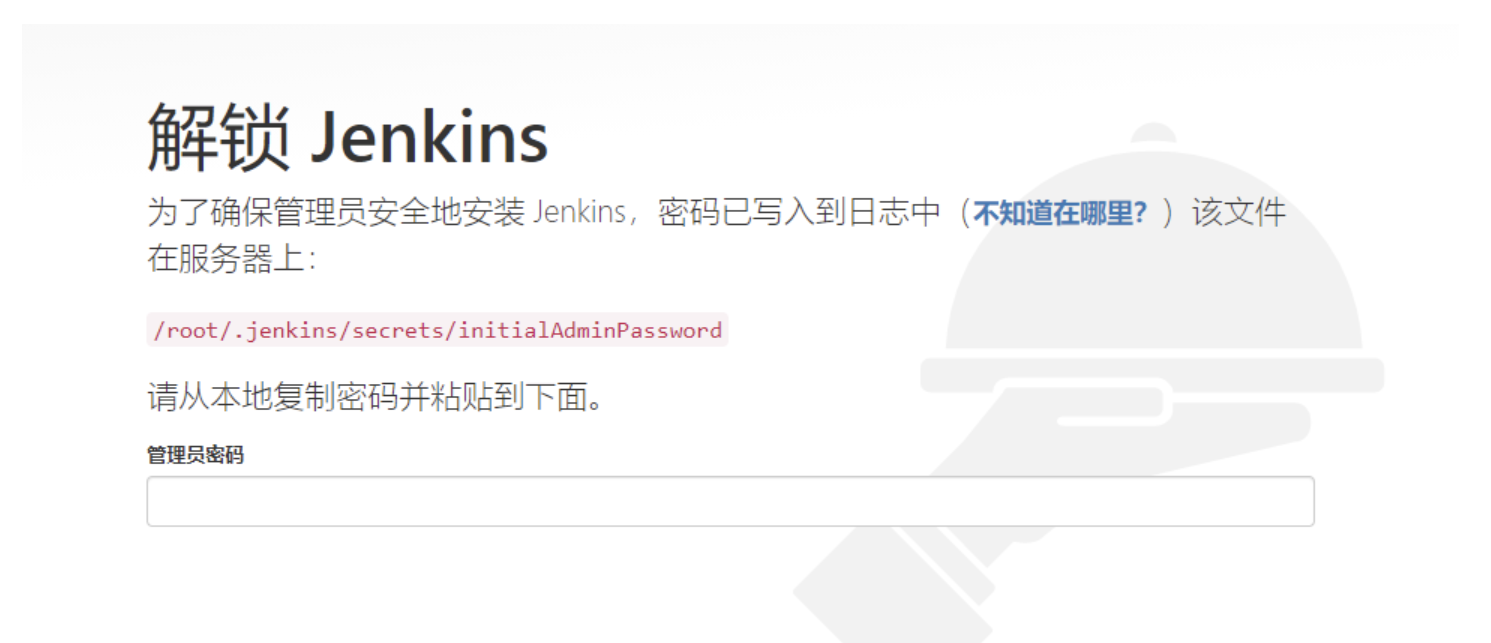 解锁 Jenkins
为了确保管理员安全地安装 Jenkins，密码已写入到日志中（不知道在哪里？）该文件
在服务器上：
/root/.jenkins/secrets/initialAdminPassword
请从本地复制密码并粘贴到下面。
管理员密码